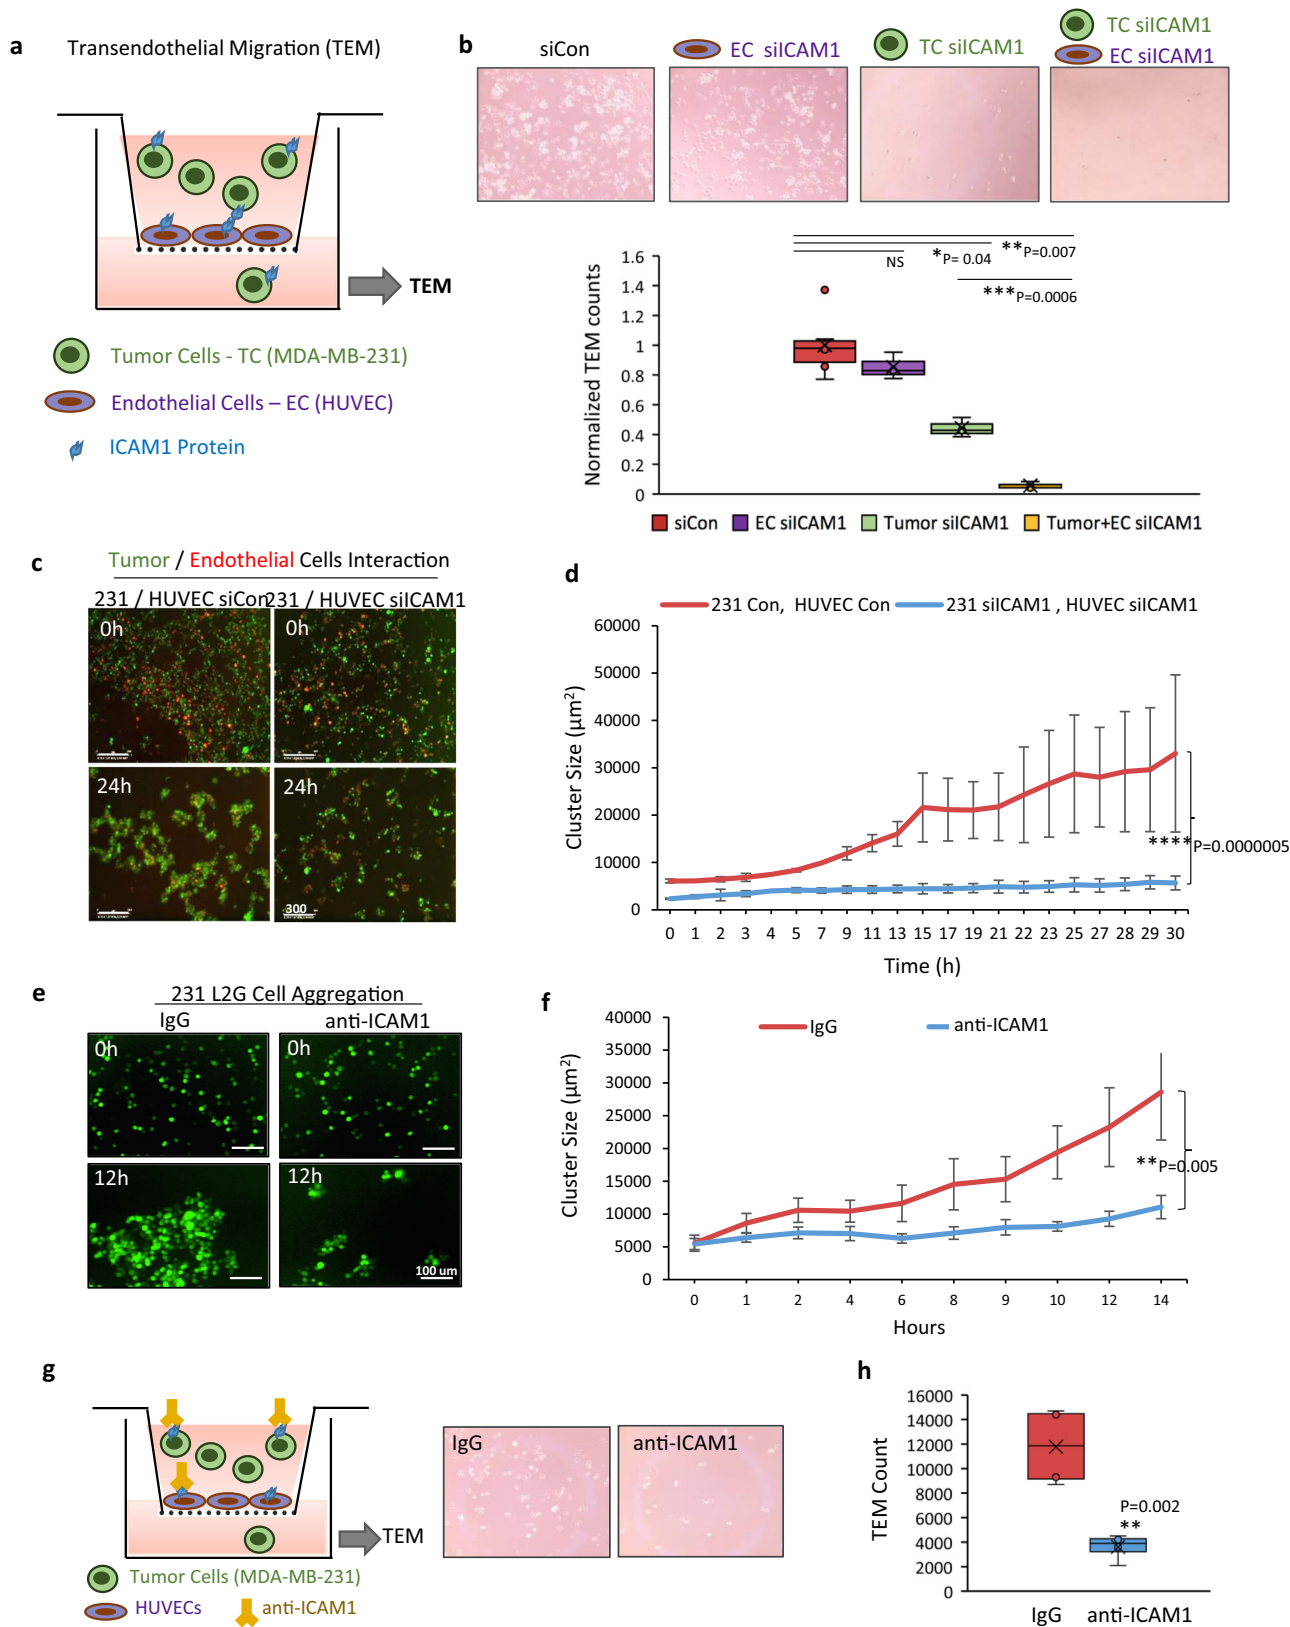 a
Transendothelial Migration (TEM)
TEM
Tumor Cells - TC (MDA-MB-231)
Endothelial Cells – EC (HUVEC)
ICAM1 Protein
b
siCon
EC siICAM1
TC siICAM1
TC siICAM1
EC siICAM1
NS
*P= 0.04
**P=0.007
***P=0.0006
Normalized TEM counts
1.6
1.4
1.2
1
0.8
0.6
0.4
0.2
0
siCon
EC siICAM1
Tumor siICAM1
Tumor+EC siICAM1
c
Tumor / Endothelial Cells Interaction
231 / HUVEC siCon
231 / HUVEC siICAM1
0h
0h
24h
24h
300
d
231 Con, HUVEC Con
231 siICAM1 , HUVEC siICAM1
Cluster Size (µm²)
60000
50000
40000
30000
20000
10000
0
****P=0.0000005
0 1 2 3 4 5 7 9 11 13 15 17 19 21 22 23 25 27 28 29 30
Time (h)
e
231 L2G Cell Aggregation
IgG
anti-ICAM1
0h
0h
12h
12h
100 um
f
IgG
anti-ICAM1
Cluster Size (µm²)
40000
35000
30000
25000
20000
15000
10000
5000
0
**P=0.005
0 1 2 4 6 8 9 10 12 14
Hours
g
TEM
Tumor Cells (MDA-MB-231)
HUVECs
anti-ICAM1
IgG
anti-ICAM1
h
TEM Count
16000
14000
12000
10000
8000
6000
4000
2000
0
P=0.002
**
IgG
anti-ICAM1